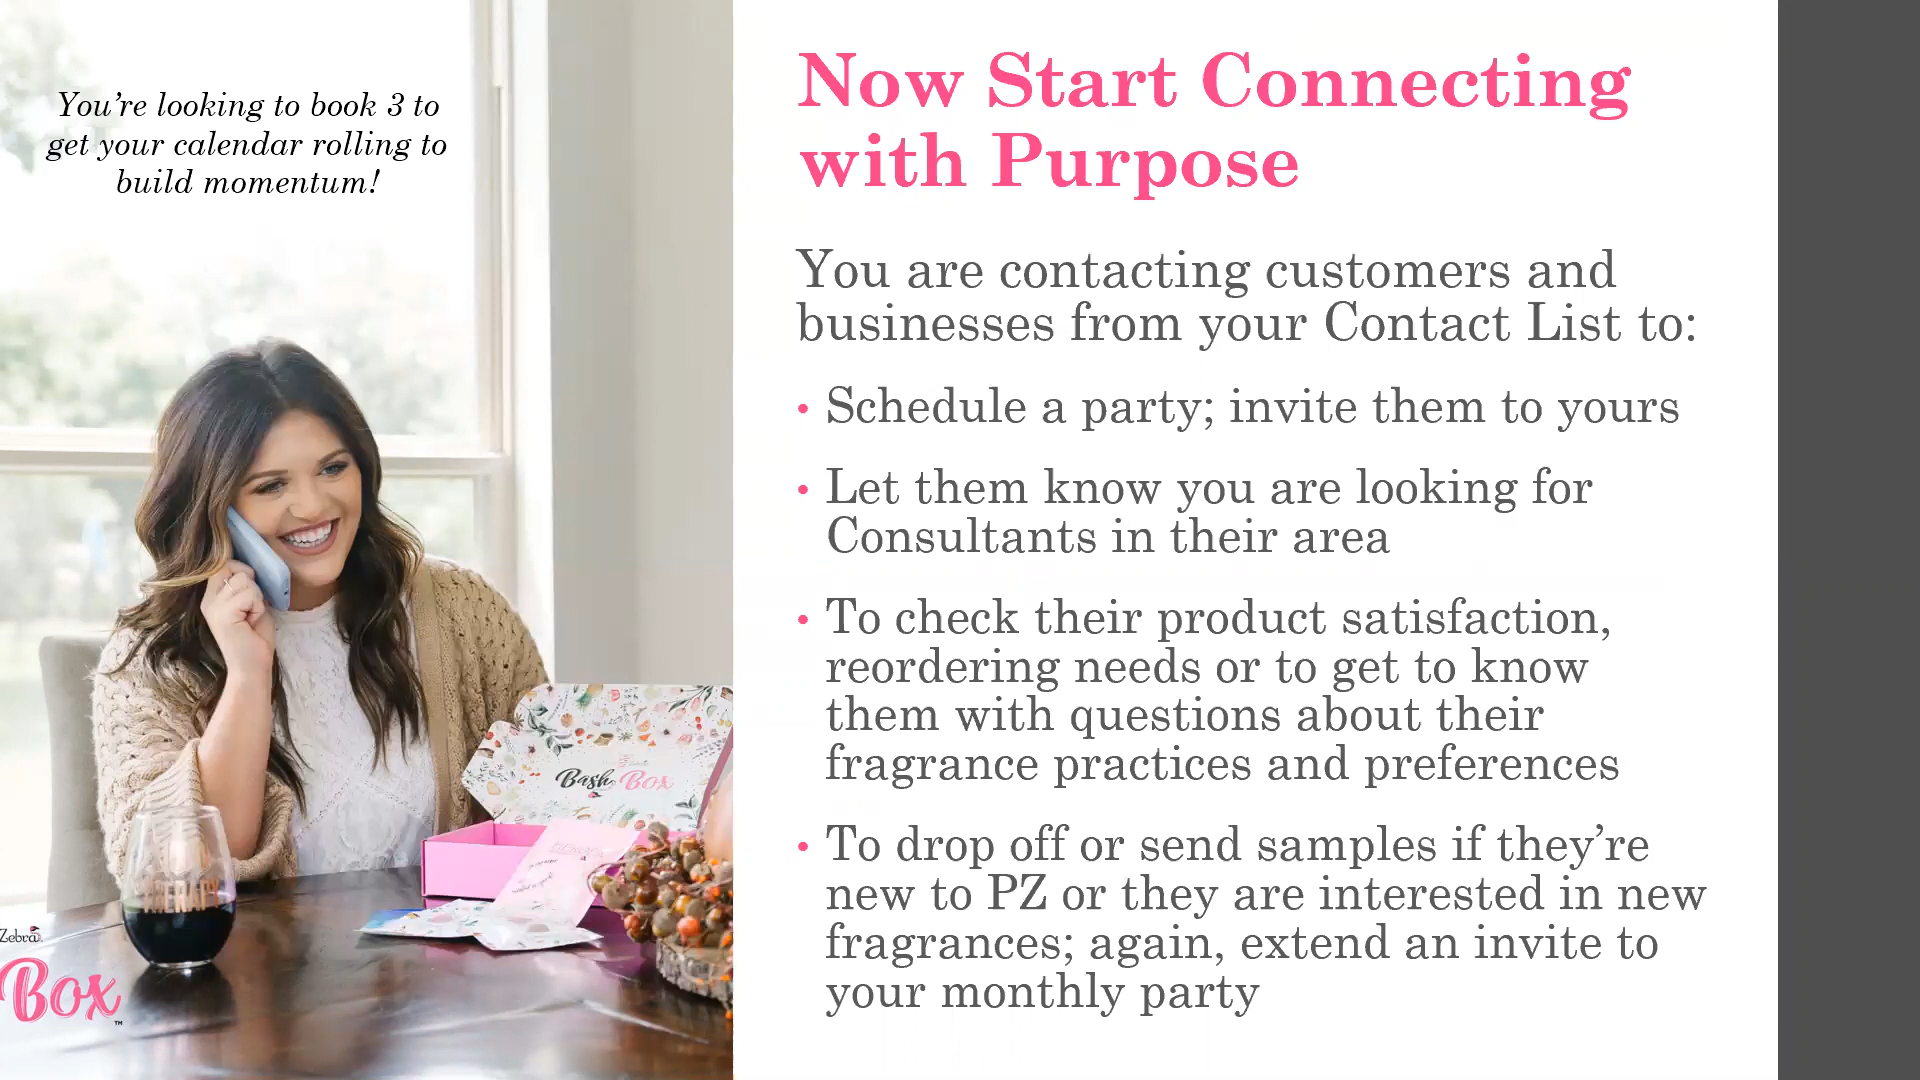 You're looking to book 3 to
get your calendar rolling to
build momentum!
Now Start Connecting
with Purpose
You are contacting customers and
businesses from your Contact List to:
• Schedule a party; invite them to yours
• Let them know you are looking for
Consultants in their area
• To check their product satisfaction,
reordering needs or to get to know
them with questions about their
fragrance practices and preferences
• To drop off or send samples if they're
new to PZ or they are interested in new
fragrances; again, extend an invite to
your monthly party
Bash Box
THERAPY
Zebra
Box™